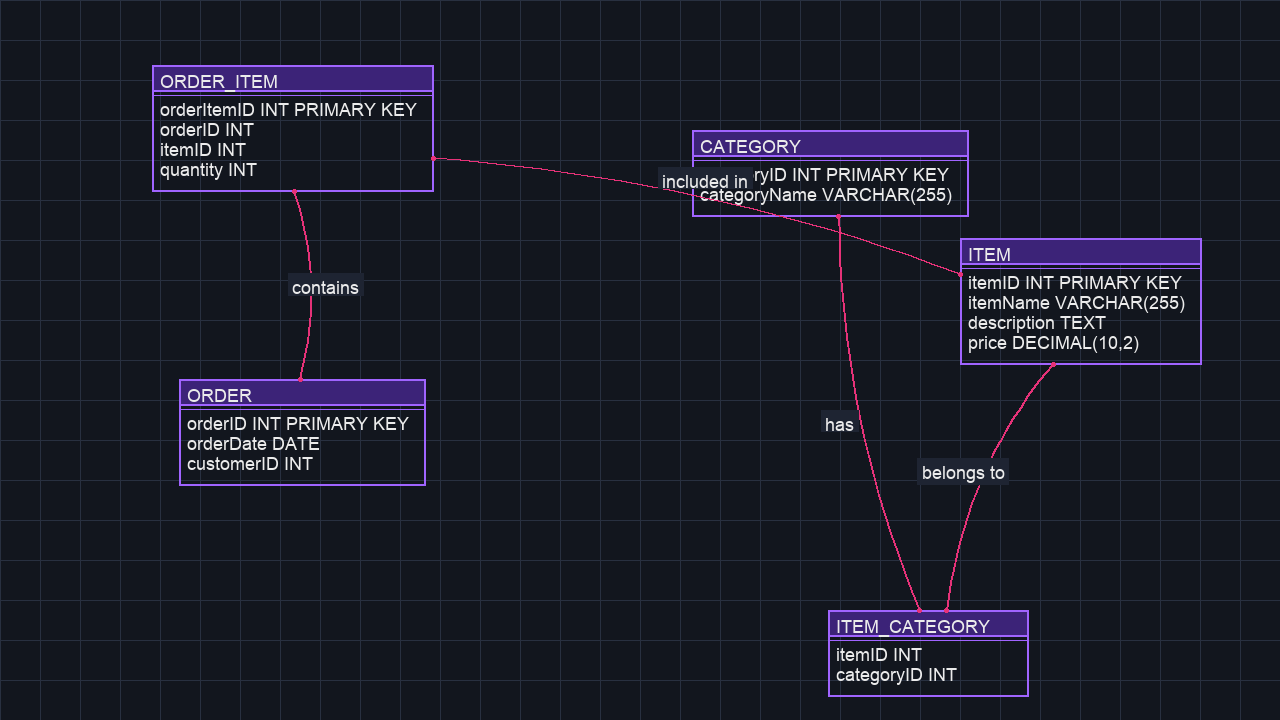 ORDER_ITEM
orderItemID INT PRIMARY KEY
orderID INT
itemID INT
quantity INT
CATEGORY
included in
INT PRIMARY KEY
categoryName VARCHAR(255)
ITEM
itemID INT PRIMARY KEY
itemName VARCHAR(255)
description TEXT
price DECIMAL(10,2)
contains
ORDER
orderID INT PRIMARY KEY
orderDate DATE
customerID INT
has
belongs to
ITEM_CATEGORY
itemID INT
categoryID INT